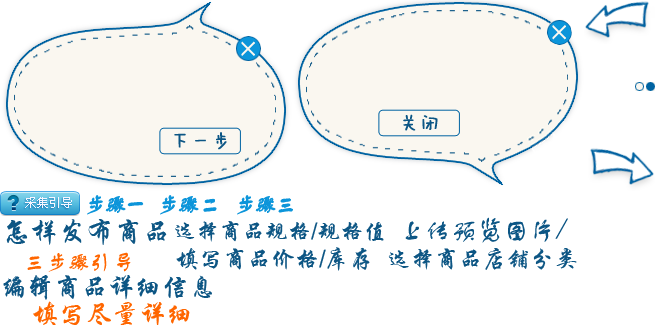 下一步
关闭
? 采集引导 步骤一 步骤二 步骤三
怎样发布商品 选择商品规格/规格值 上传预览图片/
三步骤引导 填写商品价格/库存 选择商品店铺分类
编辑商品详细信息
填写尽量详细